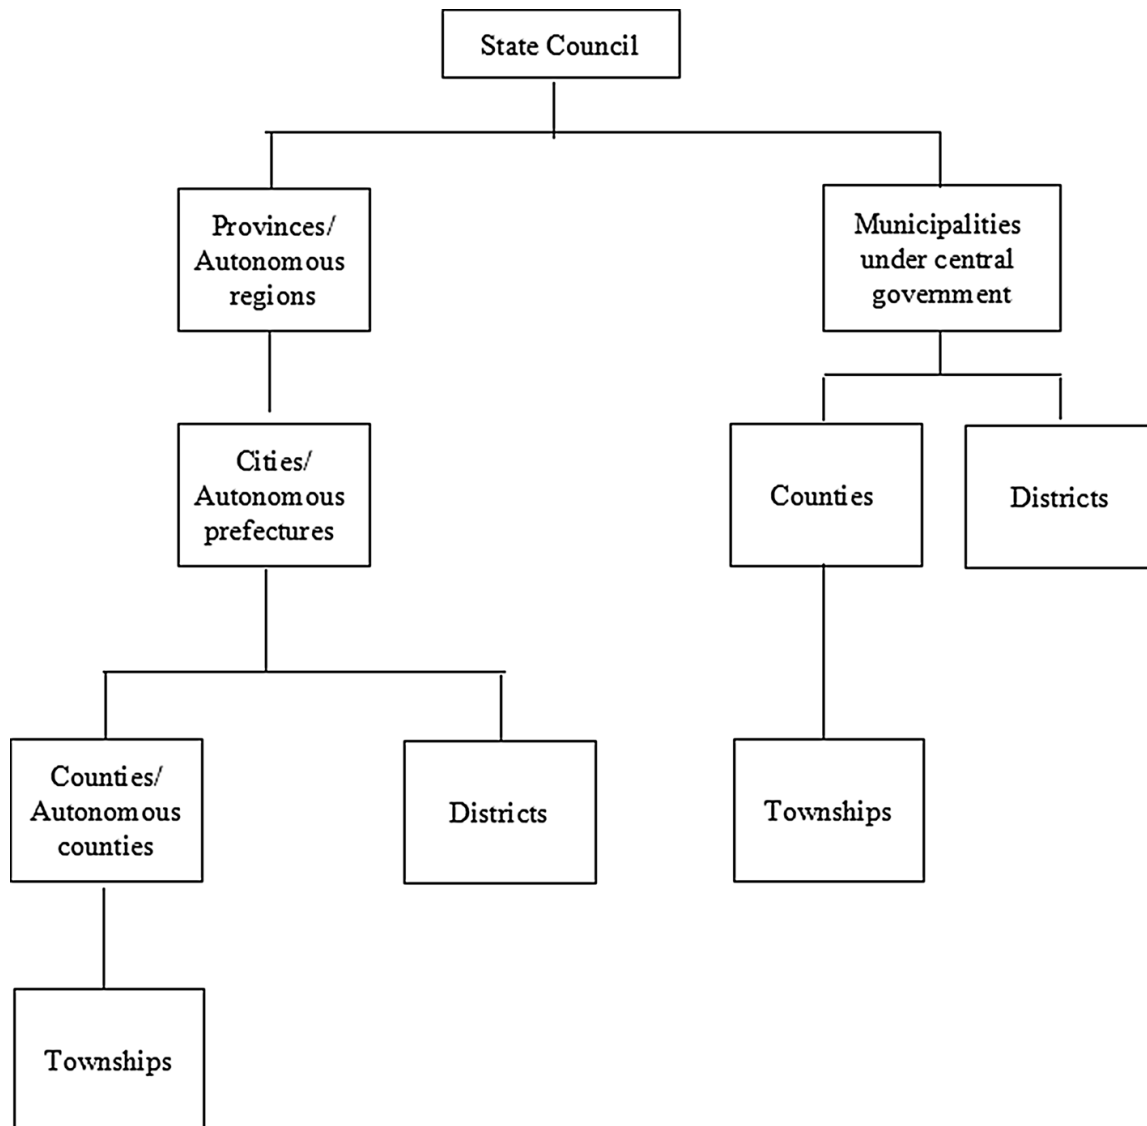 State Council
Provinces/
Autonomous
regions
Municipalities
under central
government
Cities/
Autonomous
prefectures
Counties
Districts
Counties/
Autonomous
counties
Districts
Townships
Townships